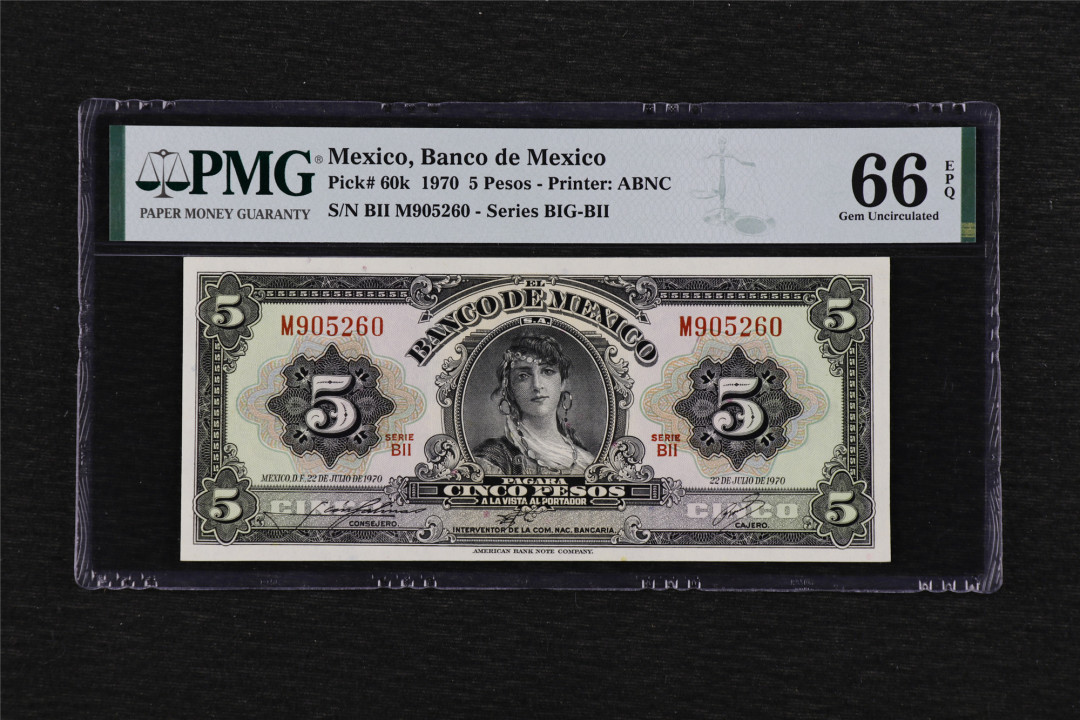 PMG®
PAPER MONEY GUARANTY
Mexico, Banco de Mexico
Pick# 60k 1970 5 Pesos - Printer: ABNC
S/N BII M905260 - Series BIG-BII
66
EPQ
Gem Uncirculated
5
5
EL
BANCO DE MEXICO
S.A.
M905260
M905260
5
5
SERIE
BII
SERIE
BII
MEXICO, D. F. 22 DE JULIO DE 1970
22 DE JULIO DE 1970
PAGARA
CINCO PESOS
A LA VISTA AL PORTADOR
5
5
CINCO
CONSEJERO.
INTERVENTOR DE LA COM. NAC. BANCARIA.
CAJERO.
AMERICAN BANK NOTE COMPANY.